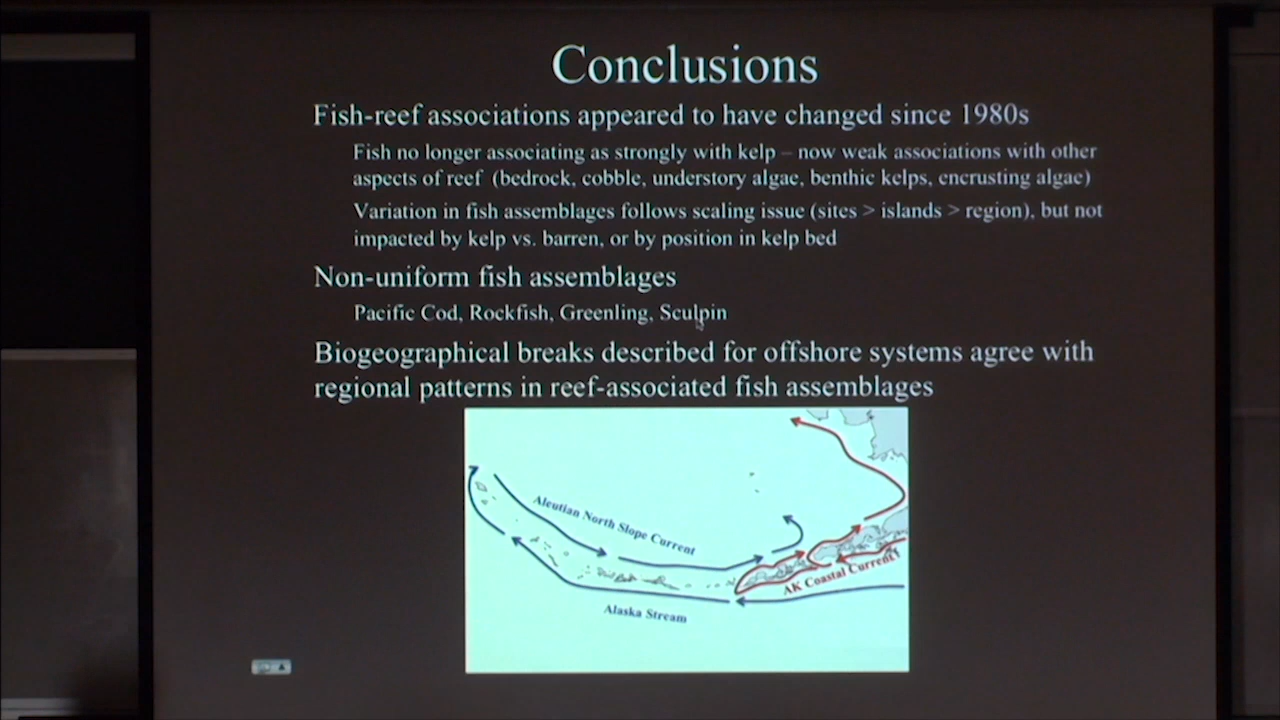 Conclusions
Fish-reef associations appeared to have changed since 1980s
Fish no longer associating as strongly with kelp – now weak associations with other
aspects of reef (bedrock, cobble, understory algae, benthic kelps, encrusting algae)
Variation in fish assemblages follows scaling issue (sites > islands > region), but not
impacted by kelp vs. barren, or by position in kelp bed
Non-uniform fish assemblages
Pacific Cod, Rockfish, Greenling, Sculpin
Biogeographical breaks described for offshore systems agree with
regional patterns in reef-associated fish assemblages
Aleutian North Slope Current
AK Coastal Current
Alaska Stream